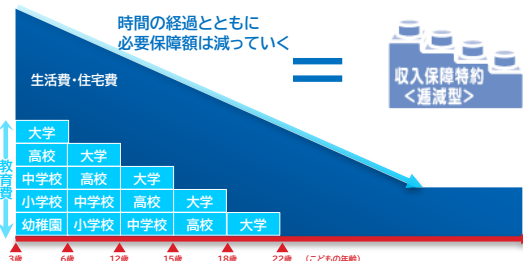 時間の経過とともに
必要保障額は減っていく
収入保障特約
<逓減型>
生活費・住宅費
教育費
大学
高校 大学
中学校 高校 大学
小学校 中学校 高校 大学
幼稚園 小学校 中学校 高校 大学
3歳 6歳 12歳 15歳 18歳 22歳 (こどもの年齢)